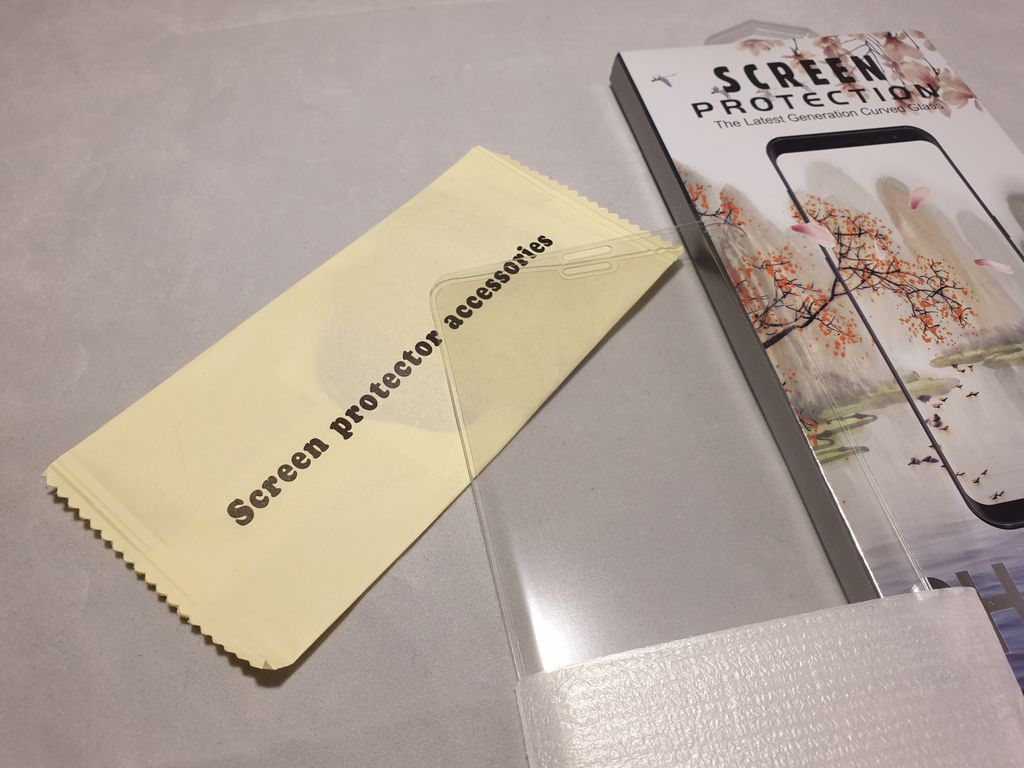 SCREEN
PROTECTION
The Latest Generation Curved Glass
Screen protector accessories